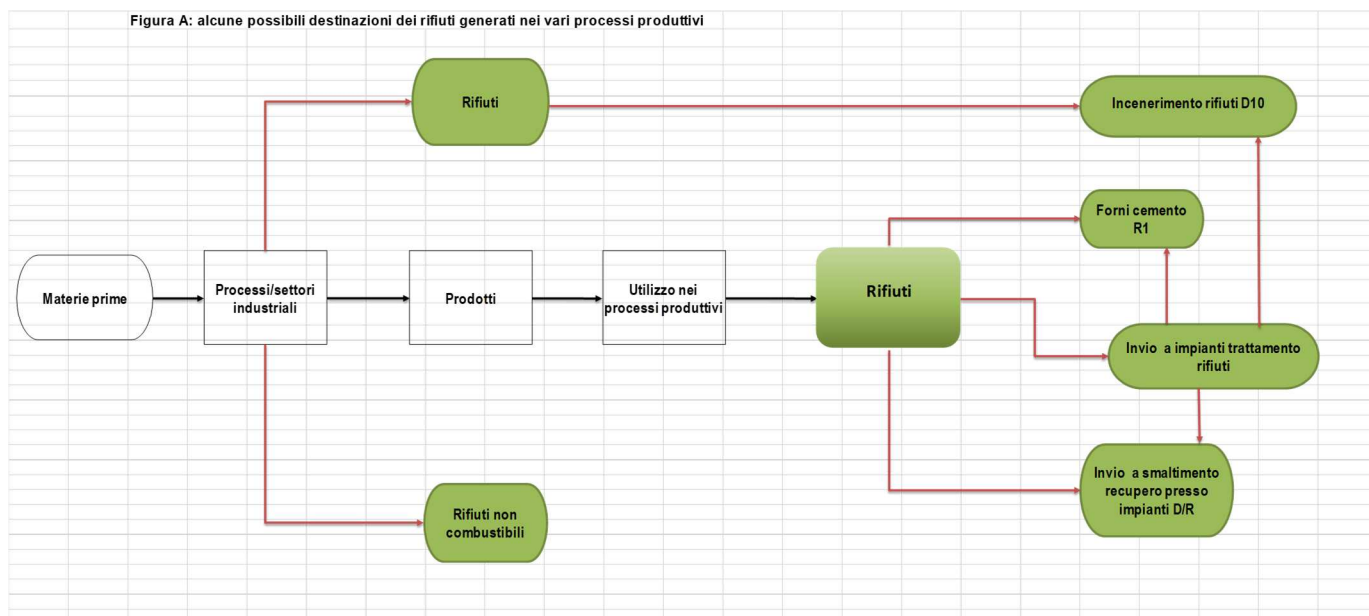 Figura A: alcune possibili destinazioni dei rifiuti generati nei vari processi produttivi
Rifiuti
Incenerimento rifiuti D10
Forni cemento
R1
Materie prime
Processi/settori
industriali
Prodotti
Utilizzo nei
processi produttivi
Rifiuti
Invio a impianti trattamento
rifiuti
Invio a smaltimento
recupero presso
impianti D/R
Rifiuti non
combustibili